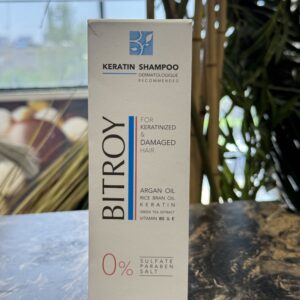 KERATIN SHAMPOO
DERMATOLOGIQUE
RECOMMENDED
BITROY
FOR
KERATINIZED
&
DAMAGED
HAIR
ARGAN OIL
RICE BRAN OIL
KERATIN
GREEN TEA EXTRACT
VITAMIN B5 & E
0%
SULFATE
PARABEN
SALT